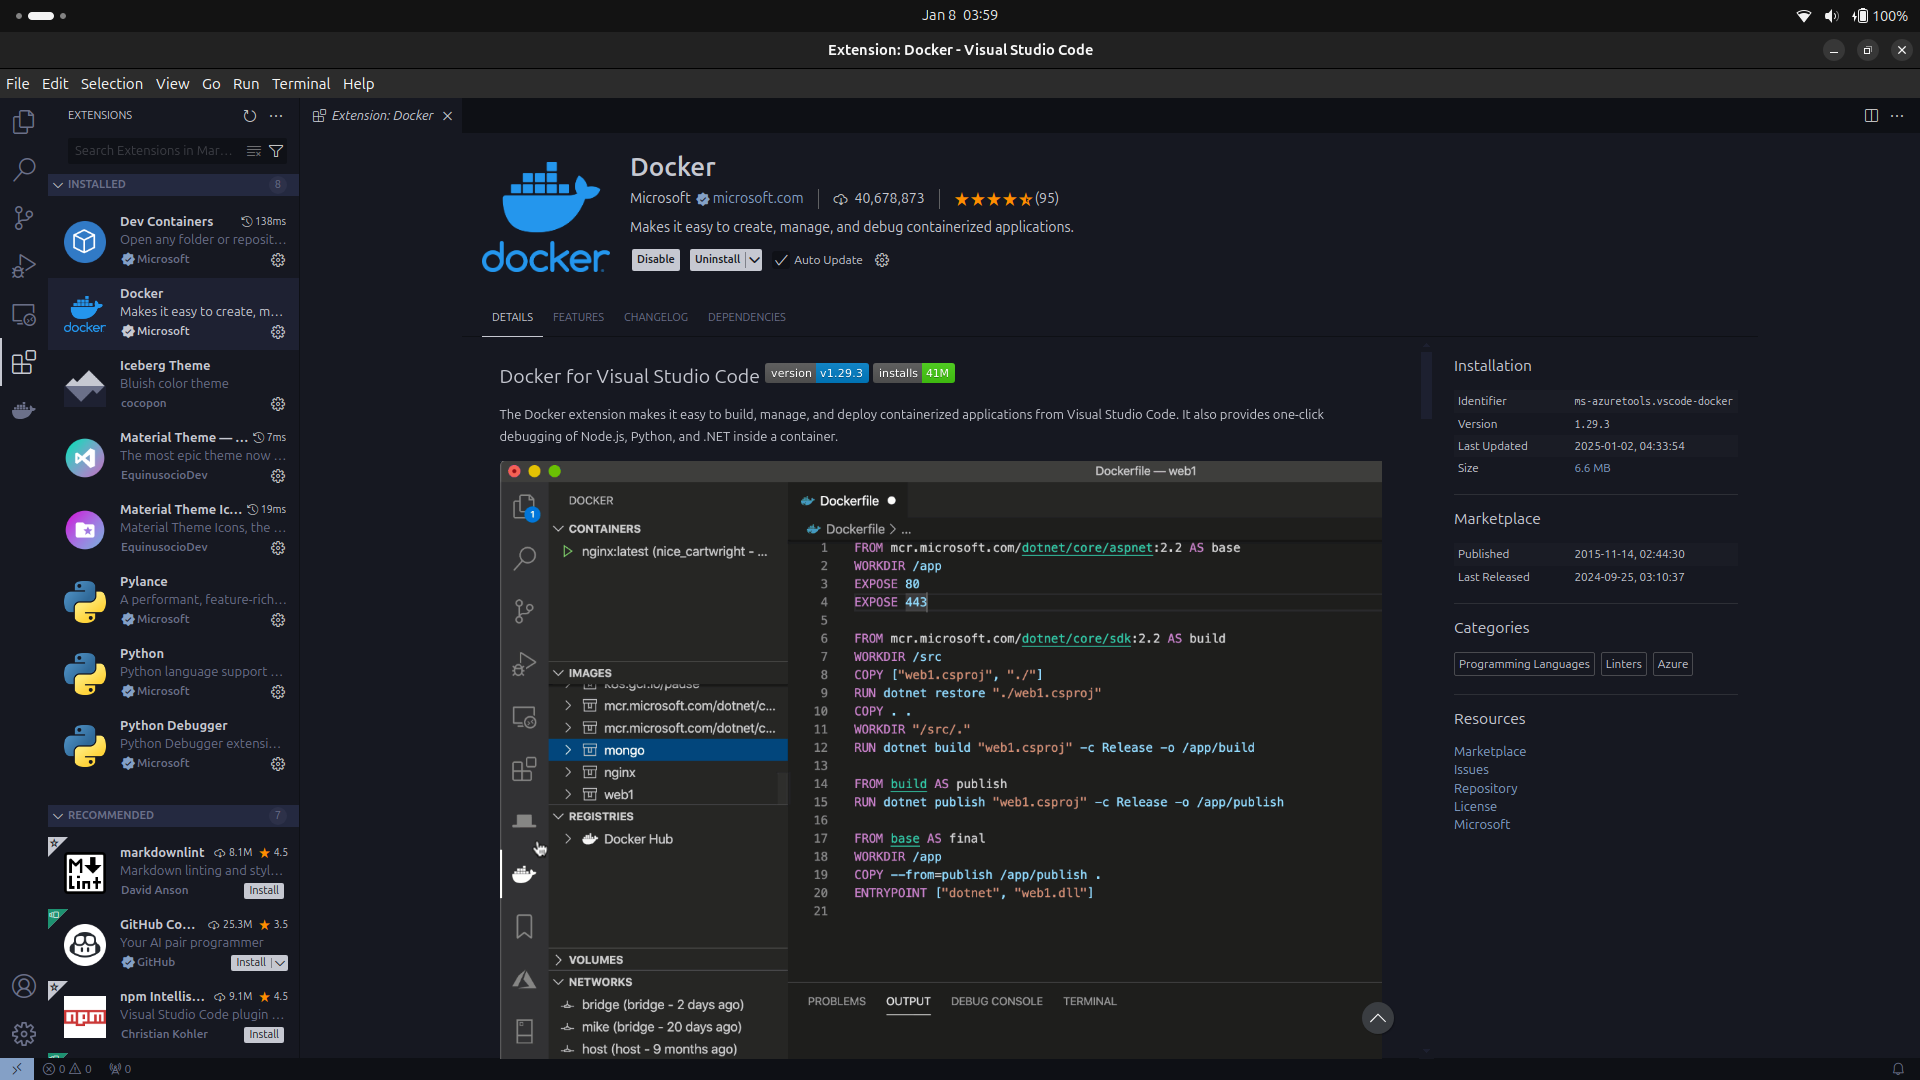 Jan 8  03:59
100%
Extension: Docker - Visual Studio Code
File Edit Selection View Go Run Terminal Help
EXTENSIONS
Search Extensions in Mar...
INSTALLED 8
Dev Containers 138ms
Open any folder or reposit...
Microsoft
Docker
Makes it easy to create, m...
Microsoft
Iceberg Theme
Bluish color theme
cocopon
Material Theme — ... 7ms
The most epic theme now ...
EquinusocioDev
Material Theme Ic... 19ms
Material Theme Icons, the ...
EquinusocioDev
Pylance
A performant, feature-rich...
Microsoft
Python
Python language support ...
Microsoft
Python Debugger
Python Debugger extensi...
Microsoft
RECOMMENDED 7
markdownlint 8.1M 4.5
Markdown linting and styl...
David Anson Install
GitHub Co... 25.3M 3.5
Your AI pair programmer
GitHub Install
npm Intellis... 9.1M 4.5
Visual Studio Code plugin ...
Christian Kohler Install
Extension: Docker
docker
Docker
Microsoft microsoft.com 40,678,873 (95)
Makes it easy to create, manage, and debug containerized applications.
Disable Uninstall Auto Update
DETAILS FEATURES CHANGELOG DEPENDENCIES
Docker for Visual Studio Code version v1.29.3 installs 41M
The Docker extension makes it easy to build, manage, and deploy containerized applications from Visual Studio Code. It also provides one-click
debugging of Node.js, Python, and .NET inside a container.
Dockerfile — web1
DOCKER
CONTAINERS
nginx:latest (nice_cartwright - ...
IMAGES
k8s.gcr.io/pause
mcr.microsoft.com/dotnet/c...
mcr.microsoft.com/dotnet/c...
mongo
nginx
web1
REGISTRIES
Docker Hub
VOLUMES
NETWORKS
bridge (bridge - 2 days ago)
mike (bridge - 20 days ago)
host (host - 9 months ago)
Dockerfile
Dockerfile > ...
1 FROM mcr.microsoft.com/dotnet/core/aspnet:2.2 AS base
2 WORKDIR /app
3 EXPOSE 80
4 EXPOSE 443
5
6 FROM mcr.microsoft.com/dotnet/core/sdk:2.2 AS build
7 WORKDIR /src
8 COPY ["web1.csproj", "./"]
9 RUN dotnet restore "./web1.csproj"
10 COPY . .
11 WORKDIR "/src/."
12 RUN dotnet build "web1.csproj" -c Release -o /app/build
13
14 FROM build AS publish
15 RUN dotnet publish "web1.csproj" -c Release -o /app/publish
16
17 FROM base AS final
18 WORKDIR /app
19 COPY --from=publish /app/publish .
20 ENTRYPOINT ["dotnet", "web1.dll"]
21
PROBLEMS OUTPUT DEBUG CONSOLE TERMINAL
Installation
Identifier ms-azuretools.vscode-docker
Version 1.29.3
Last Updated 2025-01-02, 04:33:54
Size 6.6 MB
Marketplace
Published 2015-11-14, 02:44:30
Last Released 2024-09-25, 03:10:37
Categories
Programming Languages Linters Azure
Resources
Marketplace
Issues
Repository
License
Microsoft
0 0 0
docker
M Lint
npm
1